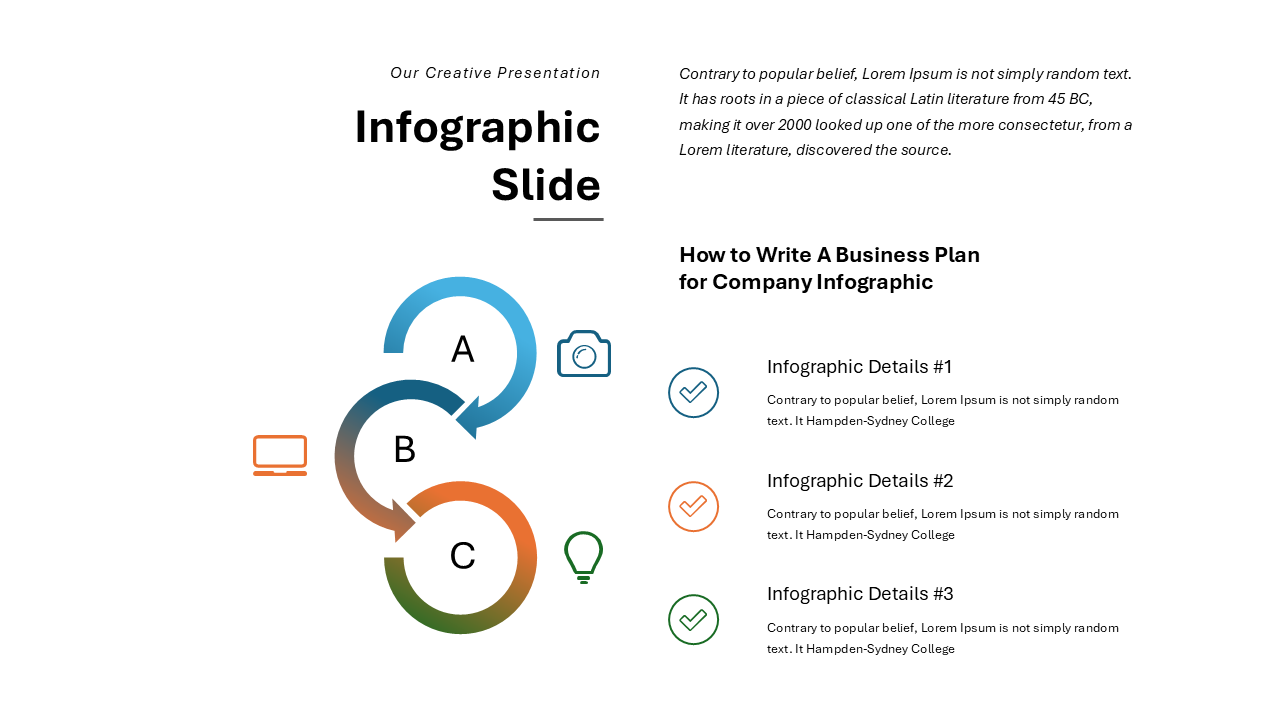 Our Creative Presentation
Infographic
Slide
Contrary to popular belief, Lorem Ipsum is not simply random text.
It has roots in a piece of classical Latin literature from 45 BC,
making it over 2000 looked up one of the more consectetur, from a
Lorem literature, discovered the source.
How to Write A Business Plan
for Company Infographic
A
B
C
Infographic Details #1
Contrary to popular belief, Lorem Ipsum is not simply random
text. It Hampden-Sydney College
Infographic Details #2
Contrary to popular belief, Lorem Ipsum is not simply random
text. It Hampden-Sydney College
Infographic Details #3
Contrary to popular belief, Lorem Ipsum is not simply random
text. It Hampden-Sydney College